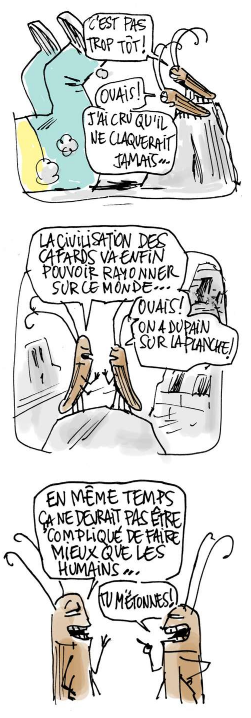 C'EST PAS
TROP TÔT!
OUAIS!
J'AI CRU QU'IL
NE CLAQUERAIT
JAMAIS...
LA CIVILISATION DES
CAFARDS VA ENFIN
POUVOIR RAYONNER
SUR CE MONDE...
OUAIS!
ON A DU PAIN
SUR LA PLANCHE!
EN MÊME TEMPS
ÇA NE DEVRAIT PAS ÊTRE
COMPLIQUÉ DE FAIRE
MIEUX QUE LES
HUMAINS...
TU M'ÉTONNES!